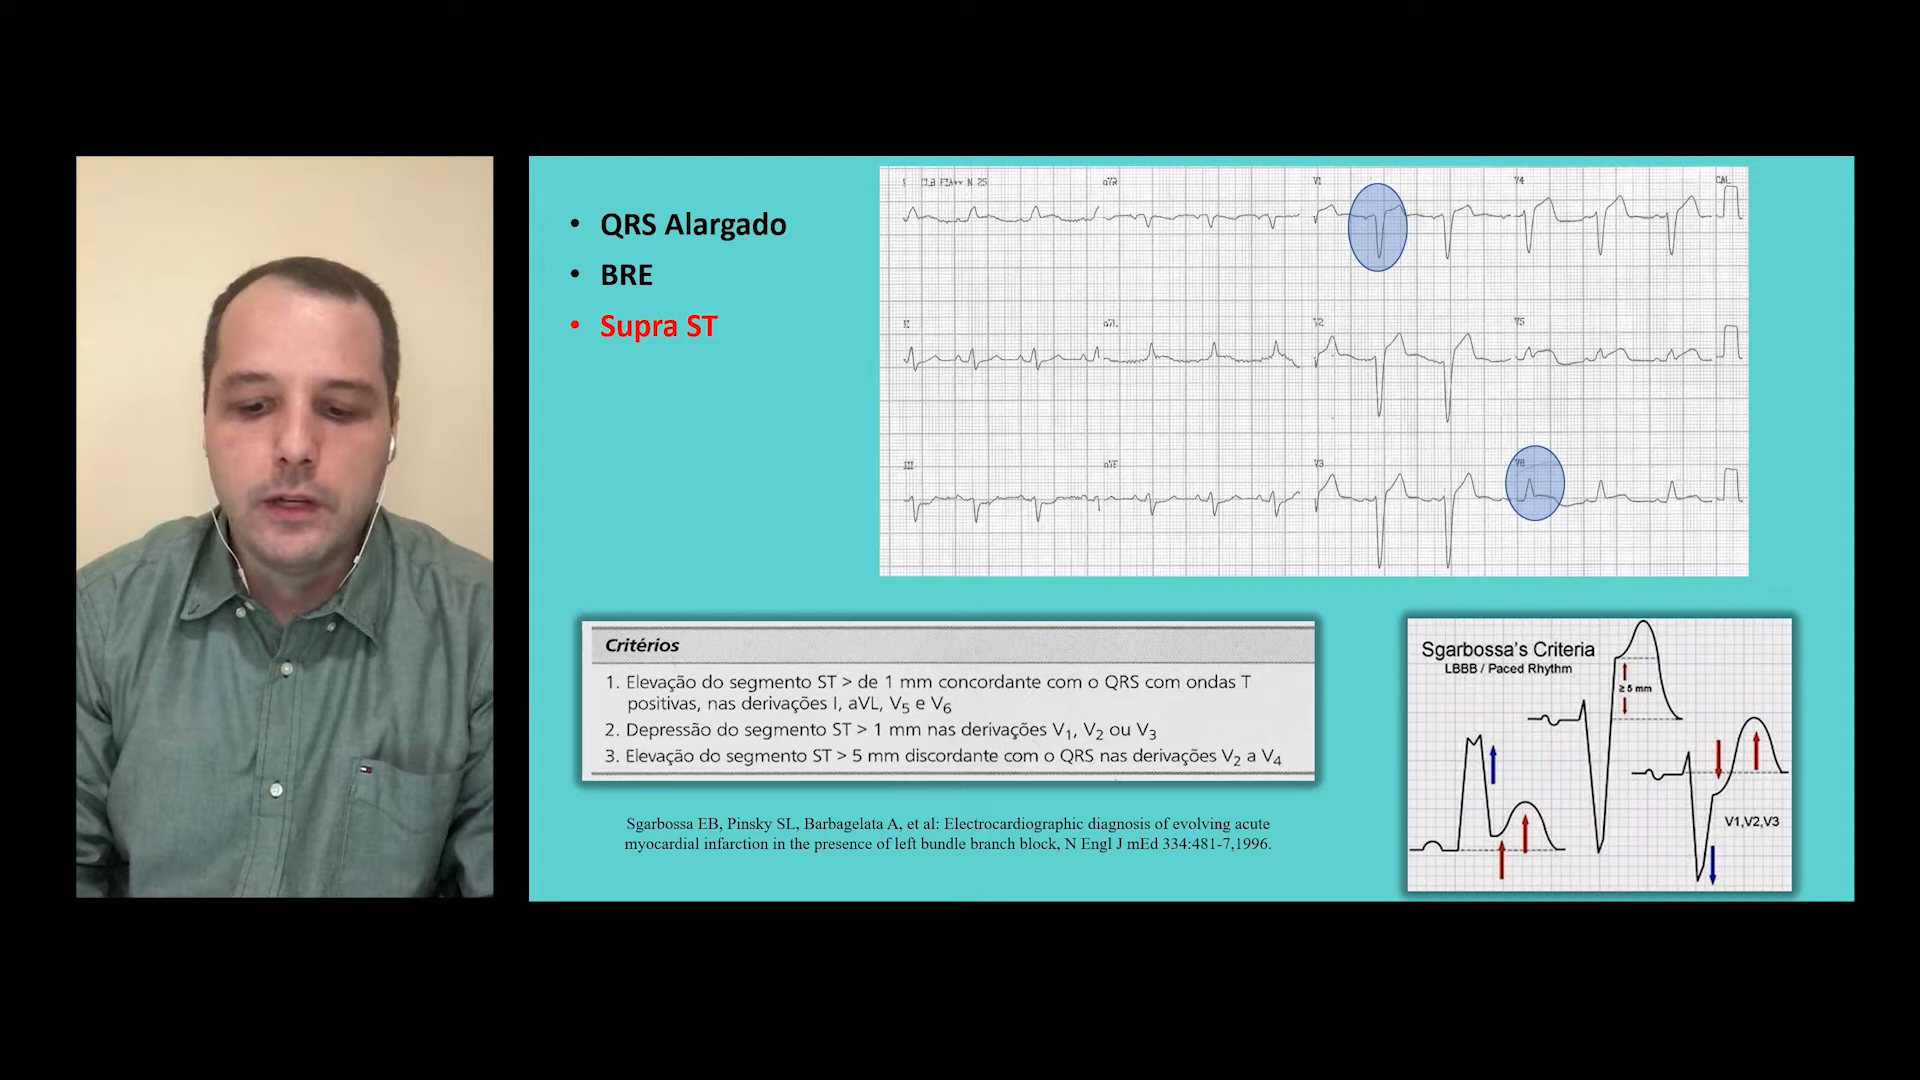 • QRS Alargado
• BRE
• Supra ST
I
aVR
V1
V4
CAL
II
aVL
V2
V5
III
aVF
V3
V6
Critérios
1. Elevação do segmento ST > de 1 mm concordante com o QRS com ondas T
positivas, nas derivações I, aVL, V5 e V6
2. Depressão do segmento ST > 1 mm nas derivações V1, V2 ou V3
3. Elevação do segmento ST > 5 mm discordante com o QRS nas derivações V2 a V4
Sgarbossa EB, Pinsky SL, Barbagelata A, et al: Electrocardiographic diagnosis of evolving acute
myocardial infarction in the presence of left bundle branch block, N Engl J mEd 334:481-7,1996.
Sgarbossa's Criteria
LBBB / Paced Rhythm
≥ 5 mm
V1,V2,V3